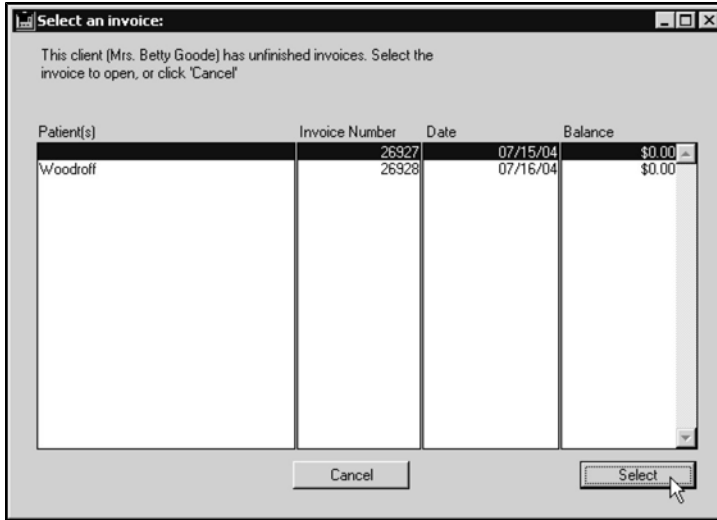 Select an invoice:
This client (Mrs. Betty Goode) has unfinished invoices. Select the
invoice to open, or click 'Cancel'
Patient(s) Invoice Number Date Balance
26927 07/15/04 $0.00
Woodroff 26928 07/16/04 $0.00
Cancel Select